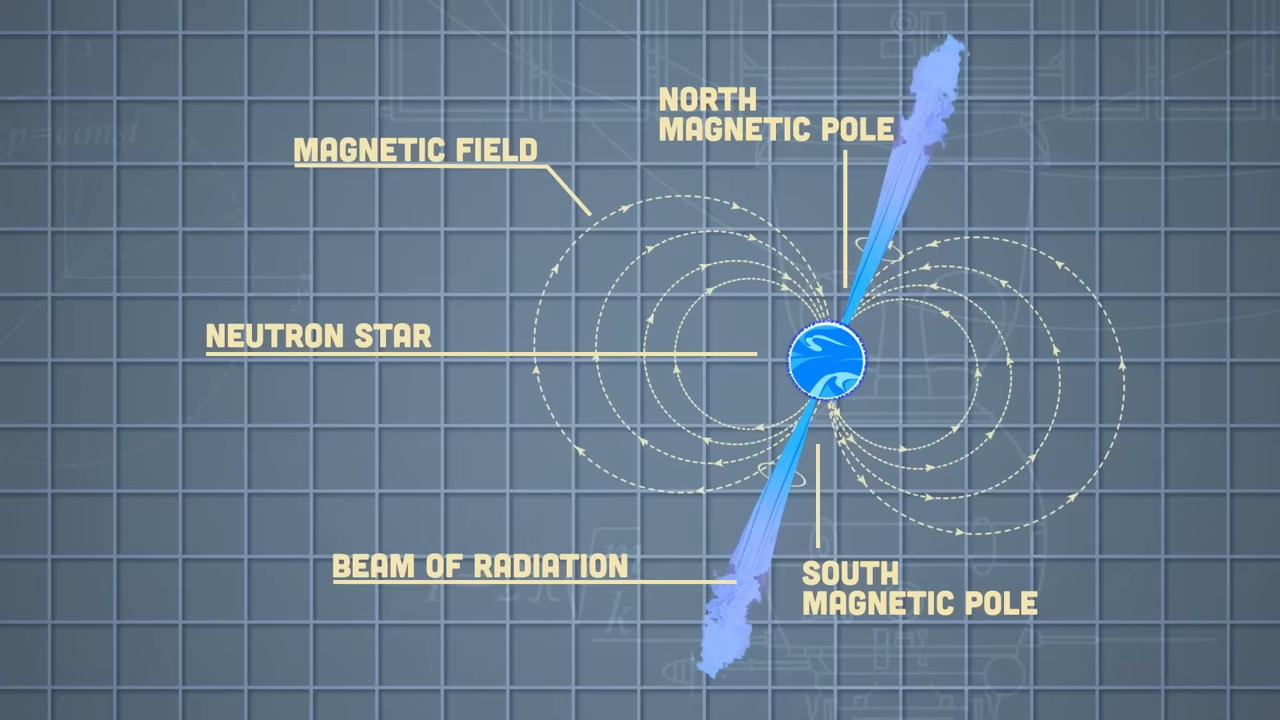 NORTH
MAGNETIC POLE
MAGNETIC FIELD
NEUTRON STAR
BEAM OF RADIATION
SOUTH
MAGNETIC POLE